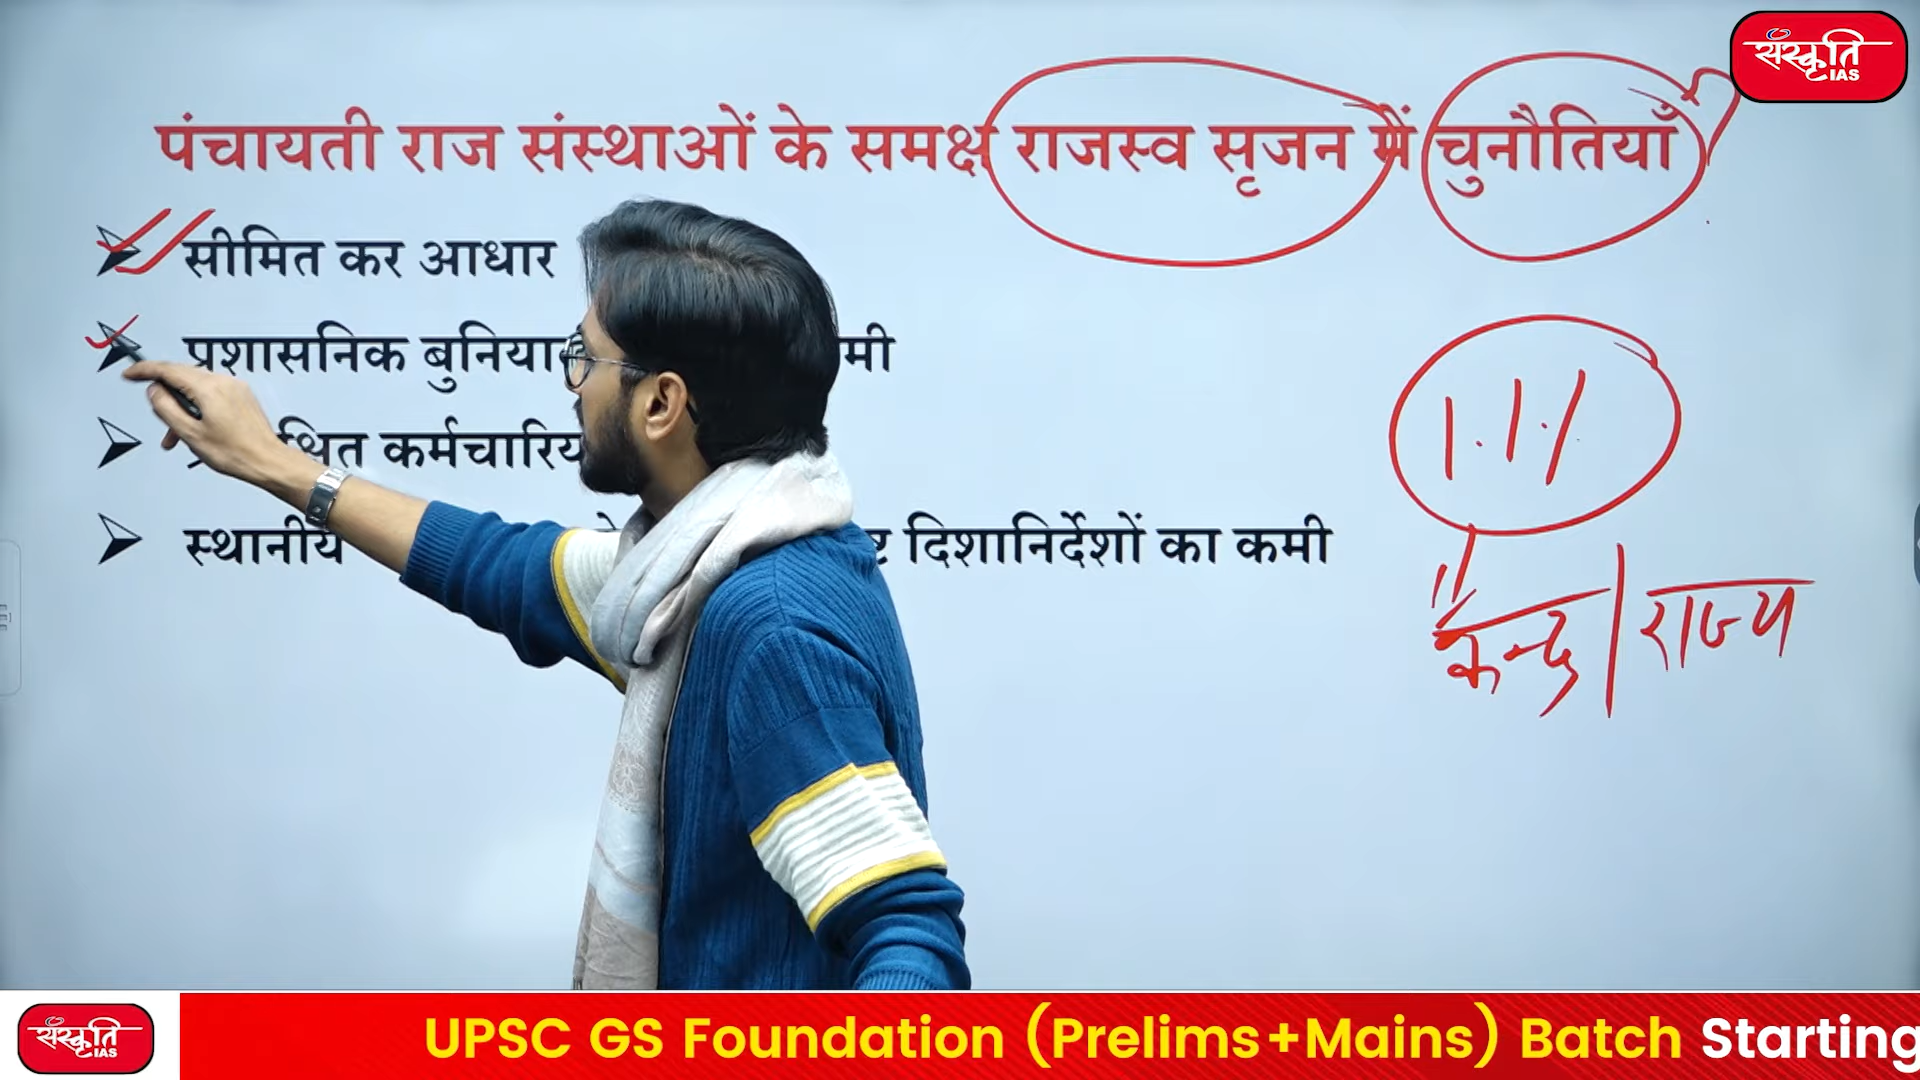 संस्कृति
IAS
पंचायती राज संस्थाओं के समक्ष राजस्व सृजन में चुनौतियाँ
सीमित कर आधार
प्रशासनिक
कर्मचारि
स्थानीय दिशानिर्देशों का कमी
1.1%
केन्द्र | राज्य
संस्कृति
IAS
UPSC GS Foundation (Prelims+Mains) Batch Starting